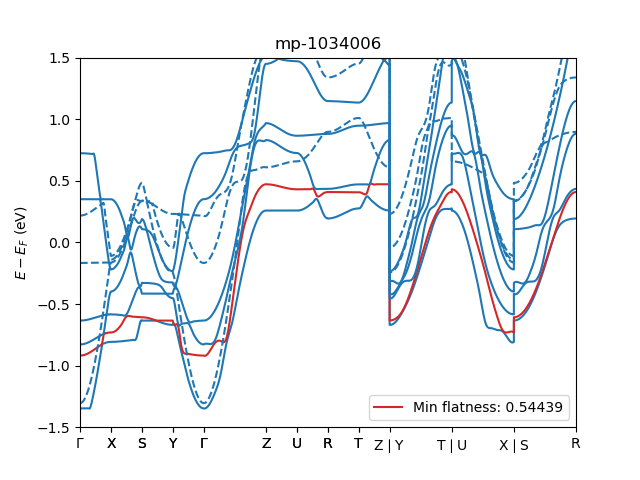 mp-1034006
E − E_F (eV)
1.5
1.0
0.5
0.0
−0.5
−1.0
−1.5
Min flatness: 0.54439
Γ X S Y Γ Z U R T Z | Y T | U X | S R